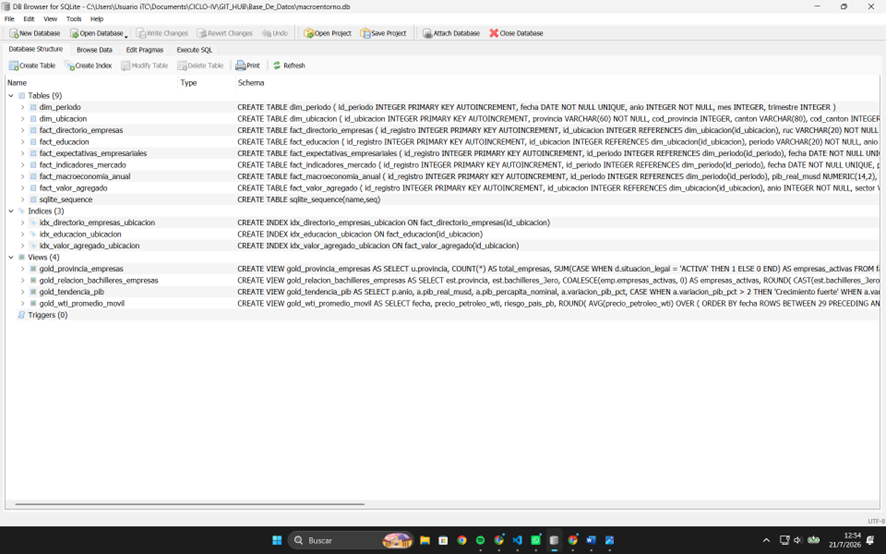 DB Browser for SQLite - C:\Users\Usuario iTC\Documents\CICLO-IV\GIT_HUB\Base_De_Datos\macroentorno.db
File Edit View Tools Help
New Database Open Database Write Changes Revert Changes Undo Open Project Save Project Attach Database Close Database
Database Structure Browse Data Edit Pragmas Execute SQL
Create Table Create Index Modify Table Delete Table Print Refresh
Name Type Schema
Tables (9)
dim_periodo CREATE TABLE dim_periodo ( id_periodo INTEGER PRIMARY KEY AUTOINCREMENT, fecha DATE NOT NULL UNIQUE, anio INTEGER NOT NULL, mes INTEGER, trimestre INTEGER )
dim_ubicacion CREATE TABLE dim_ubicacion ( id_ubicacion INTEGER PRIMARY KEY AUTOINCREMENT, provincia VARCHAR(60) NOT NULL, cod_provincia INTEGER, canton VARCHAR(80), cod_canton INTEGER
fact_directorio_empresas CREATE TABLE fact_directorio_empresas ( id_registro INTEGER PRIMARY KEY AUTOINCREMENT, id_ubicacion INTEGER REFERENCES dim_ubicacion(id_ubicacion), ruc VARCHAR(20) NOT NULL
fact_educacion CREATE TABLE fact_educacion ( id_registro INTEGER PRIMARY KEY AUTOINCREMENT, id_ubicacion INTEGER REFERENCES dim_ubicacion(id_ubicacion), periodo VARCHAR(20) NOT NULL, anio
fact_expectativas_empresariales CREATE TABLE fact_expectativas_empresariales ( id_registro INTEGER PRIMARY KEY AUTOINCREMENT, id_periodo INTEGER REFERENCES dim_periodo(id_periodo), fecha DATE NOT NULL UNI
fact_indicadores_mercado CREATE TABLE fact_indicadores_mercado ( id_registro INTEGER PRIMARY KEY AUTOINCREMENT, id_periodo INTEGER REFERENCES dim_periodo(id_periodo), fecha DATE NOT NULL UNIQUE, p
fact_macroeconomia_anual CREATE TABLE fact_macroeconomia_anual ( id_registro INTEGER PRIMARY KEY AUTOINCREMENT, id_periodo INTEGER REFERENCES dim_periodo(id_periodo), pib_real_musd NUMERIC(14,2),
fact_valor_agregado CREATE TABLE fact_valor_agregado ( id_registro INTEGER PRIMARY KEY AUTOINCREMENT, id_ubicacion INTEGER REFERENCES dim_ubicacion(id_ubicacion), anio INTEGER NOT NULL, sector V
sqlite_sequence CREATE TABLE sqlite_sequence(name,seq)
Indices (3)
idx_directorio_empresas_ubicacion CREATE INDEX idx_directorio_empresas_ubicacion ON fact_directorio_empresas(id_ubicacion)
idx_educacion_ubicacion CREATE INDEX idx_educacion_ubicacion ON fact_educacion(id_ubicacion)
idx_valor_agregado_ubicacion CREATE INDEX idx_valor_agregado_ubicacion ON fact_valor_agregado(id_ubicacion)
Views (4)
gold_provincia_empresas CREATE VIEW gold_provincia_empresas AS SELECT u.provincia, COUNT(*) AS total_empresas, SUM(CASE WHEN d.situacion_legal = 'ACTIVA' THEN 1 ELSE 0 END) AS empresas_activas FROM fa
gold_relacion_bachilleres_empresas CREATE VIEW gold_relacion_bachilleres_empresas AS SELECT est.provincia, est.bachilleres_3ero, COALESCE(emp.empresas_activas, 0) AS empresas_activas, ROUND( CAST(est.bachilleres_3ero
gold_tendencia_pib CREATE VIEW gold_tendencia_pib AS SELECT p.anio, a.pib_real_musd, a.pib_percapita_nominal, a.variacion_pib_pct, CASE WHEN a.variacion_pib_pct > 2 THEN 'Crecimiento fuerte' WHEN a.van
gold_wti_promedio_movil CREATE VIEW gold_wti_promedio_movil AS SELECT fecha, precio_petroleo_wti, riesgo_pais_pb, ROUND( AVG(precio_petroleo_wti) OVER ( ORDER BY fecha ROWS BETWEEN 29 PRECEDING AN
Triggers (0)
UTF-8
Buscar
12:54
21/7/2026